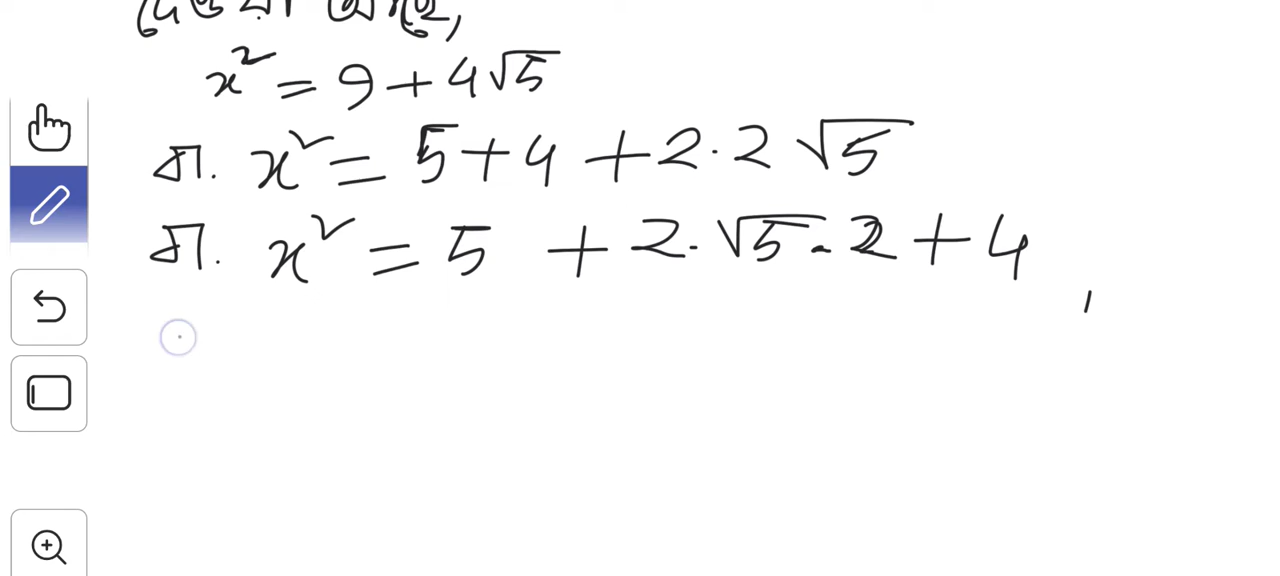 x² = 9 + 4√5
বা. x² = 5 + 4 + 2 · 2 √5
বা. x² = 5 + 2 · √5 · 2 + 4